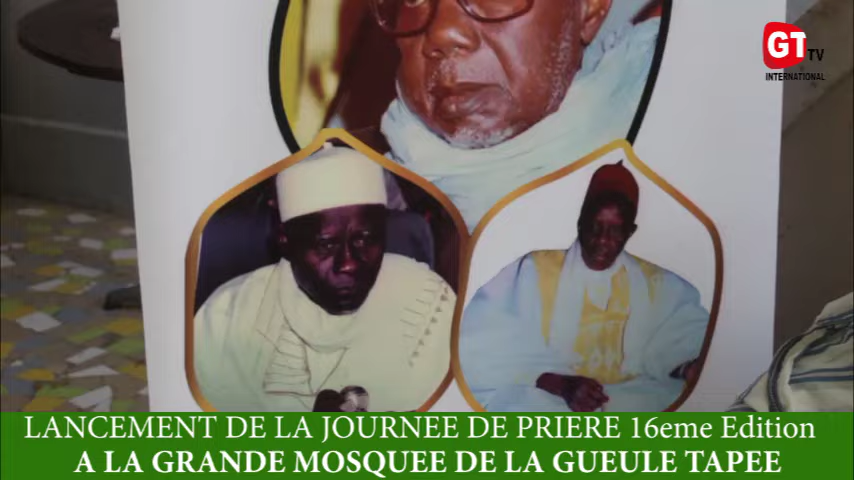 GT
TV
INTERNATIONAL
LANCEMENT DE LA JOURNEE DE PRIERE 16eme Edition
A LA GRANDE MOSQUEE DE LA GUEULE TAPEE